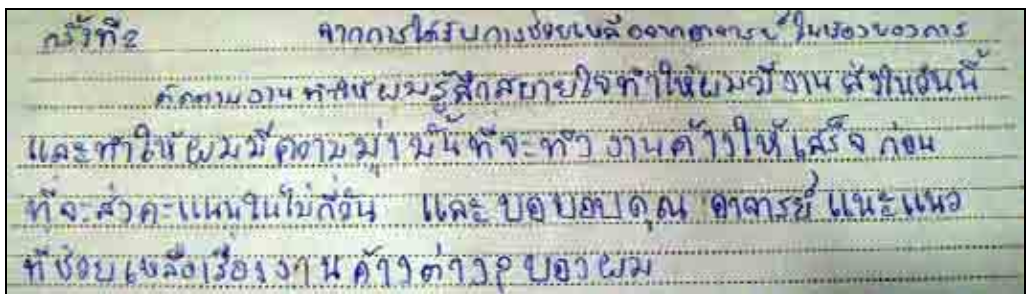 ครั้งที่2 จากการได้รับการช่วยเหลือจากอาจารย์ในเรื่องของการ
ติดตามงาน ทำให้ผมรู้สึกสบายใจทำให้ผมมีงานส่งในวันนี้
และทำให้ผมมีความมุ่งมั่นที่จะทำงานค้างให้เสร็จ ก่อน
ที่จะส่งคะแนนในไม่กี่วัน และขอขอบคุณ อาจารย์ แนะแนว
ที่ช่วยเหลือเรื่องงานค้างต่างๆของผม